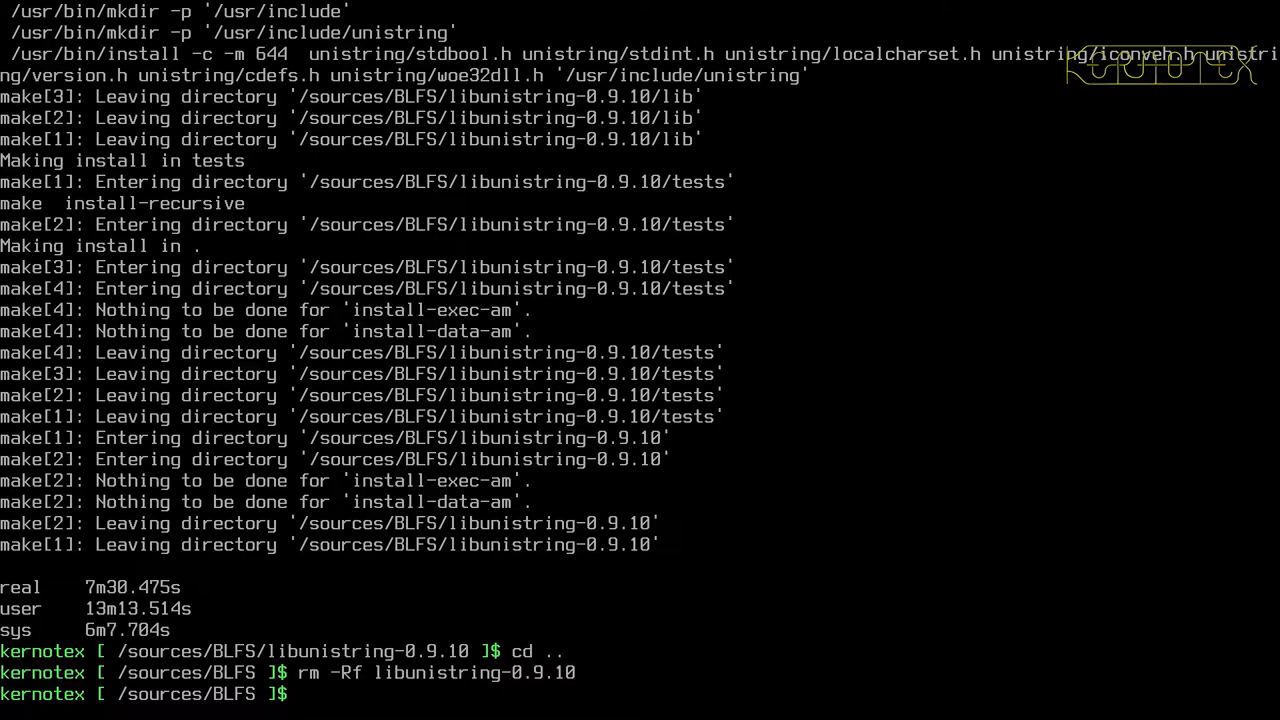 /usr/bin/mkdir -p '/usr/include'
 /usr/bin/mkdir -p '/usr/include/unistring'
 /usr/bin/install -c -m 644  unistring/stdbool.h unistring/stdint.h unistring/localcharset.h unistring/iconveh.h unistri
ng/version.h unistring/cdefs.h unistring/woe32dll.h '/usr/include/unistring'
kernotex
make[3]: Leaving directory '/sources/BLFS/libunistring-0.9.10/lib'
make[2]: Leaving directory '/sources/BLFS/libunistring-0.9.10/lib'
make[1]: Leaving directory '/sources/BLFS/libunistring-0.9.10/lib'
Making install in tests
make[1]: Entering directory '/sources/BLFS/libunistring-0.9.10/tests'
make  install-recursive
make[2]: Entering directory '/sources/BLFS/libunistring-0.9.10/tests'
Making install in .
make[3]: Entering directory '/sources/BLFS/libunistring-0.9.10/tests'
make[4]: Entering directory '/sources/BLFS/libunistring-0.9.10/tests'
make[4]: Nothing to be done for 'install-exec-am'.
make[4]: Nothing to be done for 'install-data-am'.
make[4]: Leaving directory '/sources/BLFS/libunistring-0.9.10/tests'
make[3]: Leaving directory '/sources/BLFS/libunistring-0.9.10/tests'
make[2]: Leaving directory '/sources/BLFS/libunistring-0.9.10/tests'
make[1]: Leaving directory '/sources/BLFS/libunistring-0.9.10/tests'
make[1]: Entering directory '/sources/BLFS/libunistring-0.9.10'
make[2]: Entering directory '/sources/BLFS/libunistring-0.9.10'
make[2]: Nothing to be done for 'install-exec-am'.
make[2]: Nothing to be done for 'install-data-am'.
make[2]: Leaving directory '/sources/BLFS/libunistring-0.9.10'
make[1]: Leaving directory '/sources/BLFS/libunistring-0.9.10'
real    7m30.475s
user    13m13.514s
sys     6m7.704s
kernotex [ /sources/BLFS/libunistring-0.9.10 ]$ cd ..
kernotex [ /sources/BLFS ]$ rm -Rf libunistring-0.9.10
kernotex [ /sources/BLFS ]$